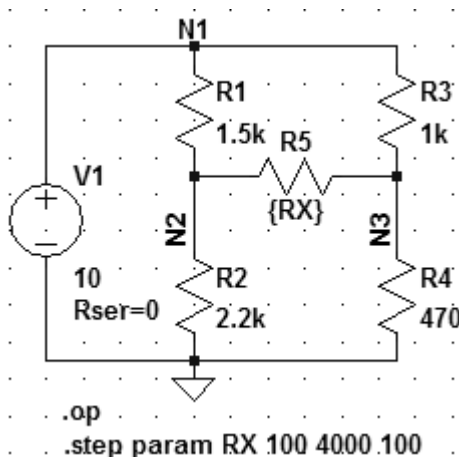 N1
R1
1.5k
R3
1k
R5
{RX}
V1
+
−
10
Rser=0
N2
N3
R2
2.2k
R4
470
.op
.step param RX 100 4000 100